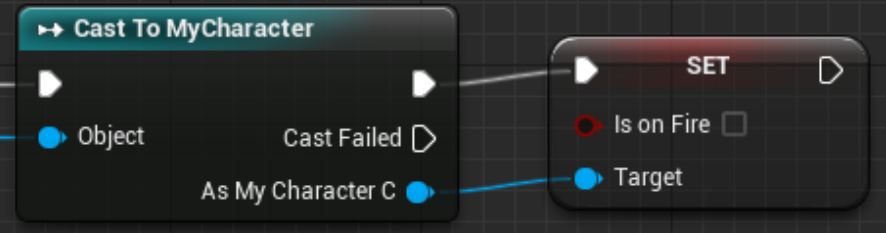 Cast To MyCharacter
SET
Object
Cast Failed
Is on Fire
As My Character C
Target